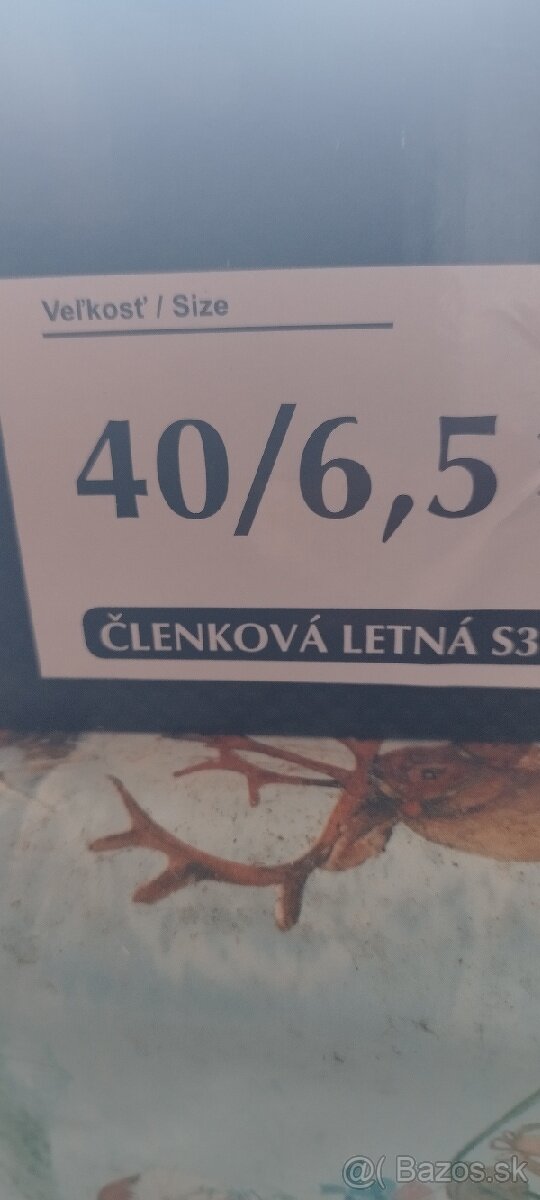 Veľkosť / Size
40/6,5
ČLENKOVÁ LETNÁ S3
@( Bazos.sk